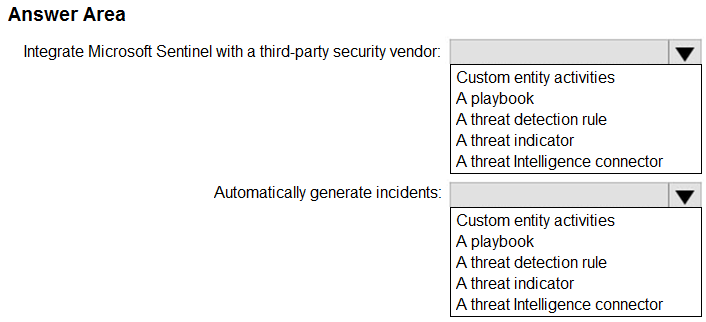 Answer Area
Integrate Microsoft Sentinel with a third-party security vendor:
Custom entity activities
A playbook
A threat detection rule
A threat indicator
A threat Intelligence connector
Automatically generate incidents:
Custom entity activities
A playbook
A threat detection rule
A threat indicator
A threat Intelligence connector